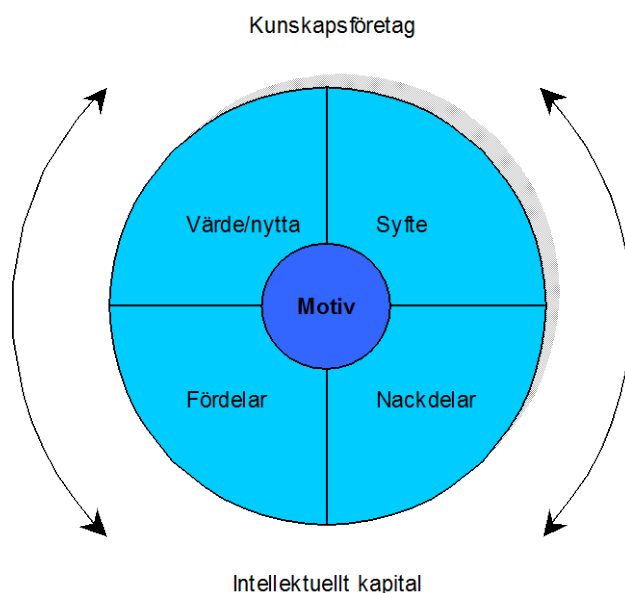 Kunskapsföretag
Värde/nytta
Syfte
Motiv
Fördelar
Nackdelar
Intellektuellt kapital